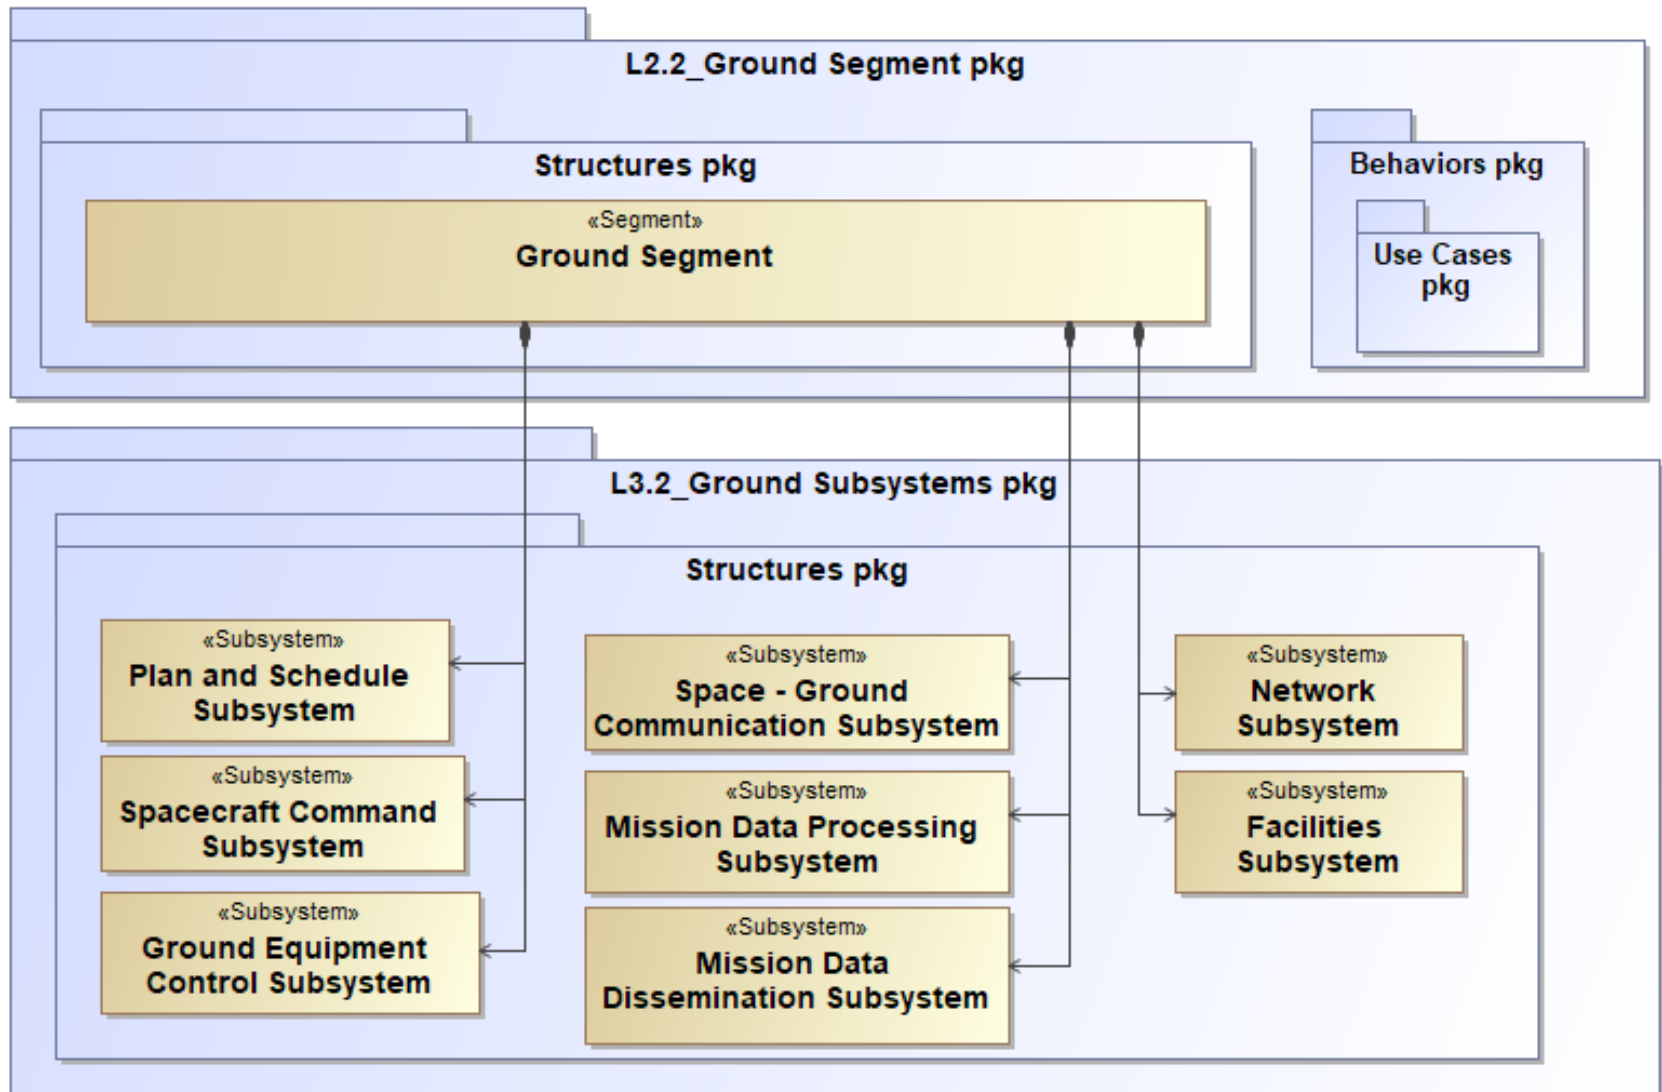 L2.2_Ground Segment pkg
Structures pkg
«Segment»
Ground Segment
Behaviors pkg
Use Cases
pkg
L3.2_Ground Subsystems pkg
Structures pkg
«Subsystem»
Plan and Schedule
Subsystem
«Subsystem»
Spacecraft Command
Subsystem
«Subsystem»
Ground Equipment
Control Subsystem
«Subsystem»
Space - Ground
Communication Subsystem
«Subsystem»
Mission Data Processing
Subsystem
«Subsystem»
Mission Data
Dissemination Subsystem
«Subsystem»
Network
Subsystem
«Subsystem»
Facilities
Subsystem